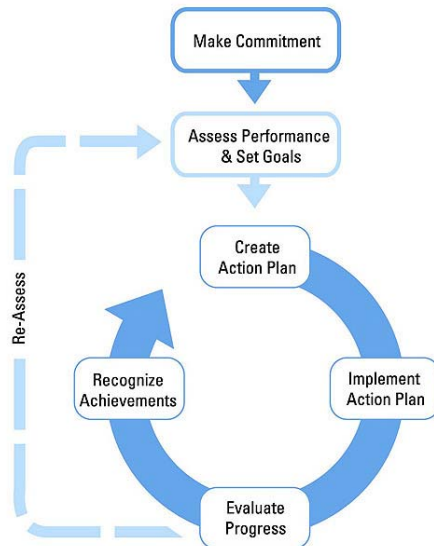 Make Commitment
Assess Performance
& Set Goals
Create
Action Plan
Re-Assess
Recognize
Achievements
Implement
Action Plan
Evaluate
Progress